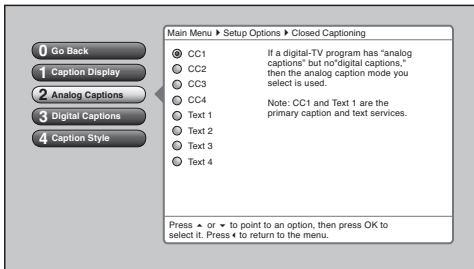 Main Menu ▸ Setup Options ▸ Closed Captioning
0 Go Back
1 Caption Display
2 Analog Captions
3 Digital Captions
4 Caption Style
CC1
CC2
CC3
CC4
Text 1
Text 2
Text 3
Text 4
If a digital-TV program has “analog
captions” but no“digital captions,”
then the analog caption mode you
select is used.
Note: CC1 and Text 1 are the
primary caption and text services.
Press ▴ or ▾ to point to an option, then press OK to
select it. Press ◂ to return to the menu.